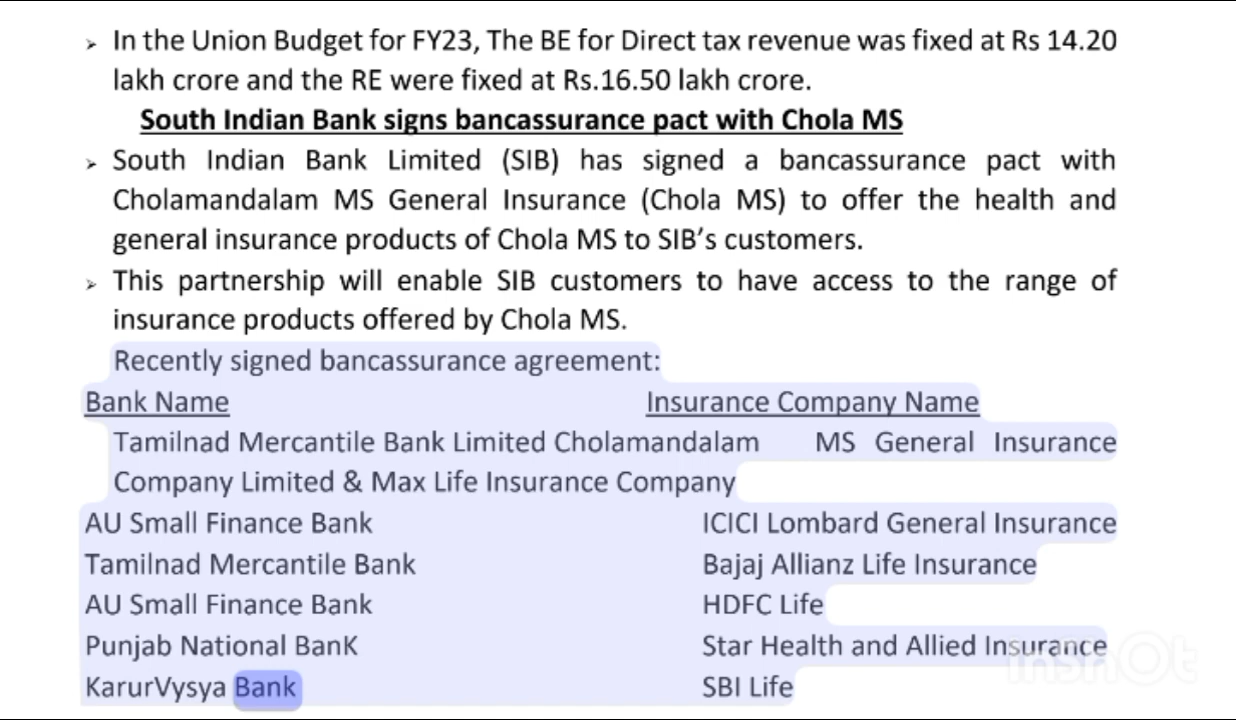 ➢ In the Union Budget for FY23, The BE for Direct tax revenue was fixed at Rs 14.20
lakh crore and the RE were fixed at Rs.16.50 lakh crore.
South Indian Bank signs bancassurance pact with Chola MS
➢ South Indian Bank Limited (SIB) has signed a bancassurance pact with
Cholamandalam MS General Insurance (Chola MS) to offer the health and
general insurance products of Chola MS to SIB’s customers.
➢ This partnership will enable SIB customers to have access to the range of
insurance products offered by Chola MS.
Recently signed bancassurance agreement:
Bank Name Insurance Company Name
Tamilnad Mercantile Bank Limited Cholamandalam MS General Insurance
Company Limited & Max Life Insurance Company
AU Small Finance Bank ICICI Lombard General Insurance
Tamilnad Mercantile Bank Bajaj Allianz Life Insurance
AU Small Finance Bank HDFC Life
Punjab National BanK Star Health and Allied Insurance
KarurVysya Bank SBI Life
InShOt